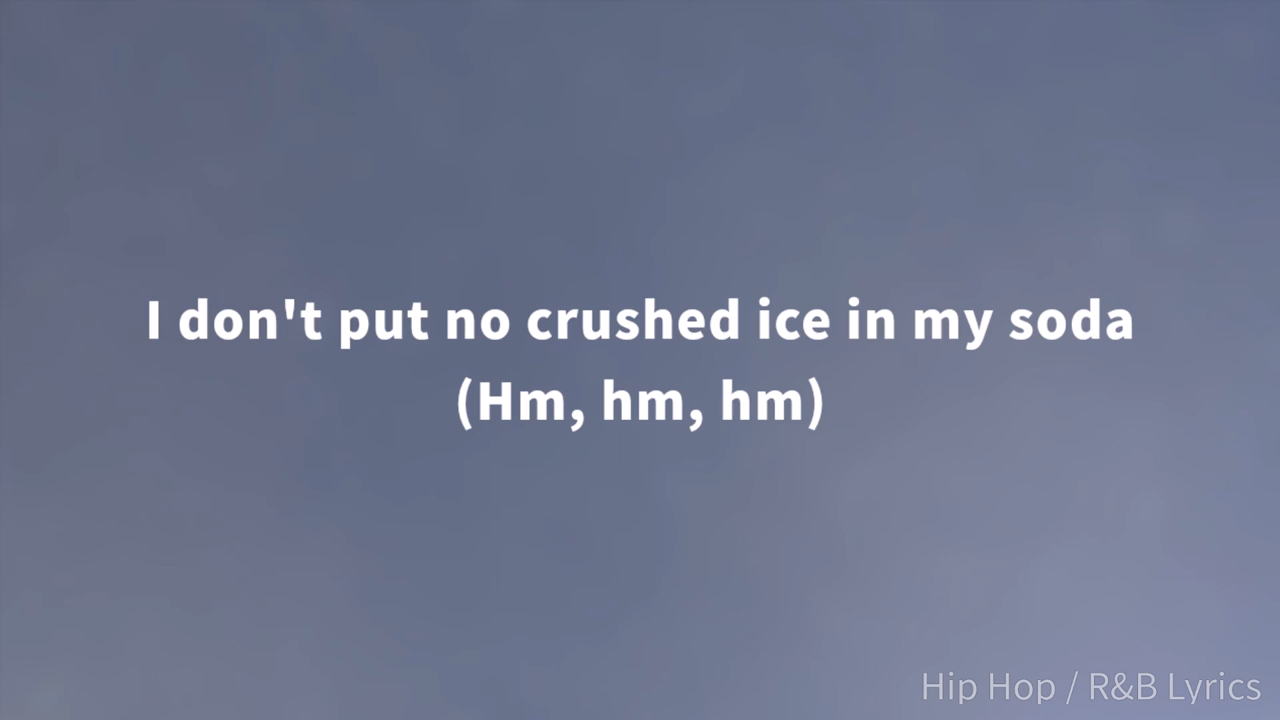 I don't put no crushed ice in my soda
(Hm, hm, hm)
Hip Hop / R&B Lyrics